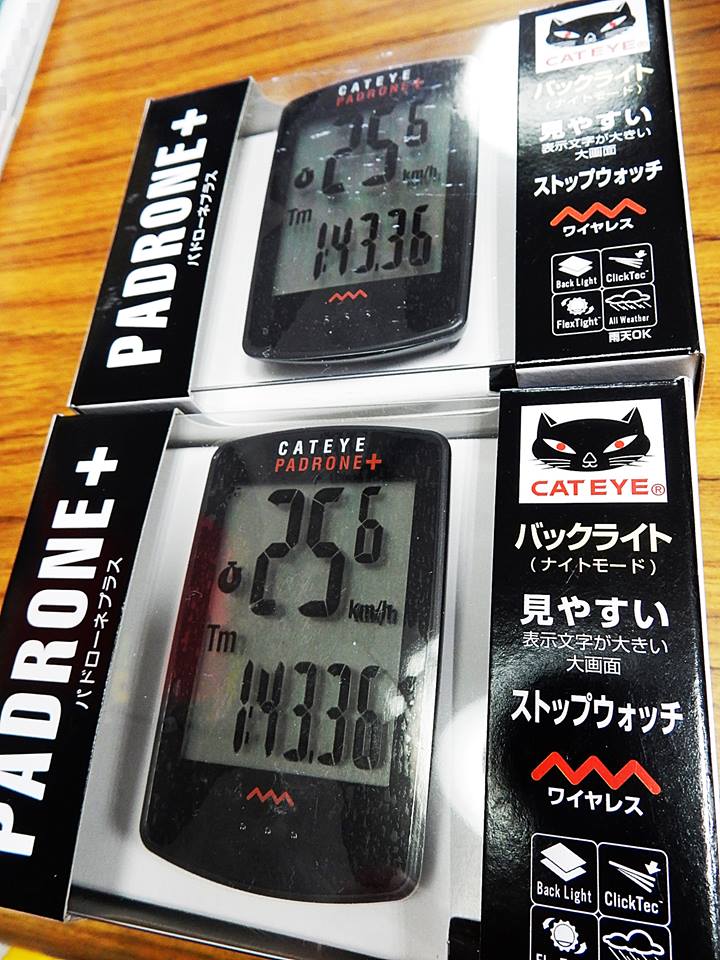 PADRONE+
パドローネプラス
CATEYE
PADRONE+
25.5
km/h
Tm
1:43.36
CATEYE®
バックライト
(ナイトモード)
見やすい
表示文字が大きい
大画面
ストップウォッチ
ワイヤレス
Back Light
ClickTec™
FlexTight™
All Weather
雨天OK
PADRONE+
パドローネプラス
CATEYE
PADRONE+
25.6
km/h
Tm
1:43.36
CATEYE®
バックライト
(ナイトモード)
見やすい
表示文字が大きい
大画面
ストップウォッチ
ワイヤレス
Back Light
ClickTec™